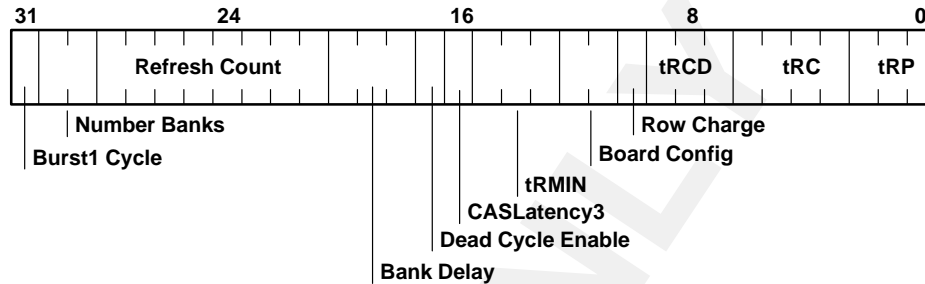 31 24 16 8 0
Refresh Count tRCD tRC tRP
Number Banks Row Charge
Burst1 Cycle Board Config
tRMIN
CASLatency3
Dead Cycle Enable
Bank Delay